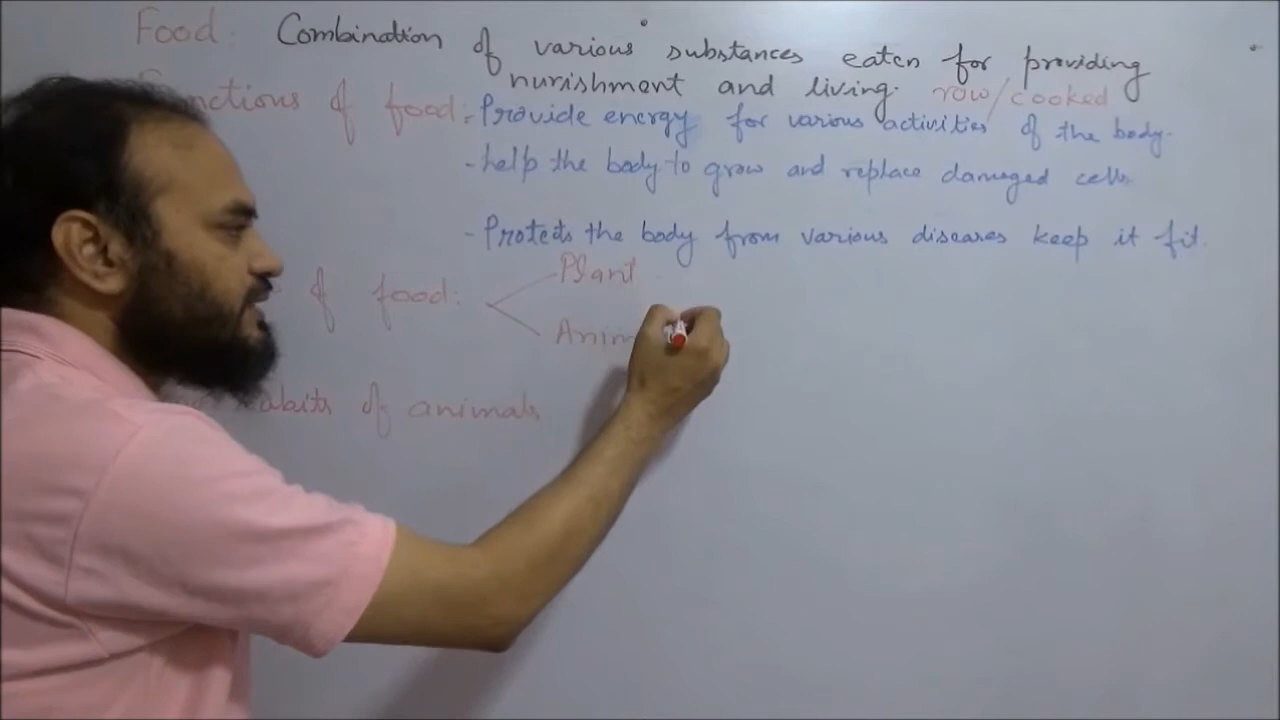 Food: Combination of various substances eaten for providing
nurishment and living. row/cooked
nctions of food: - Provide energy for various activities of the body.
- help the body to grow and replace damaged cells
- Protects the body from various diseases keep it fit.
of food: Plant
Anim
abits of animals